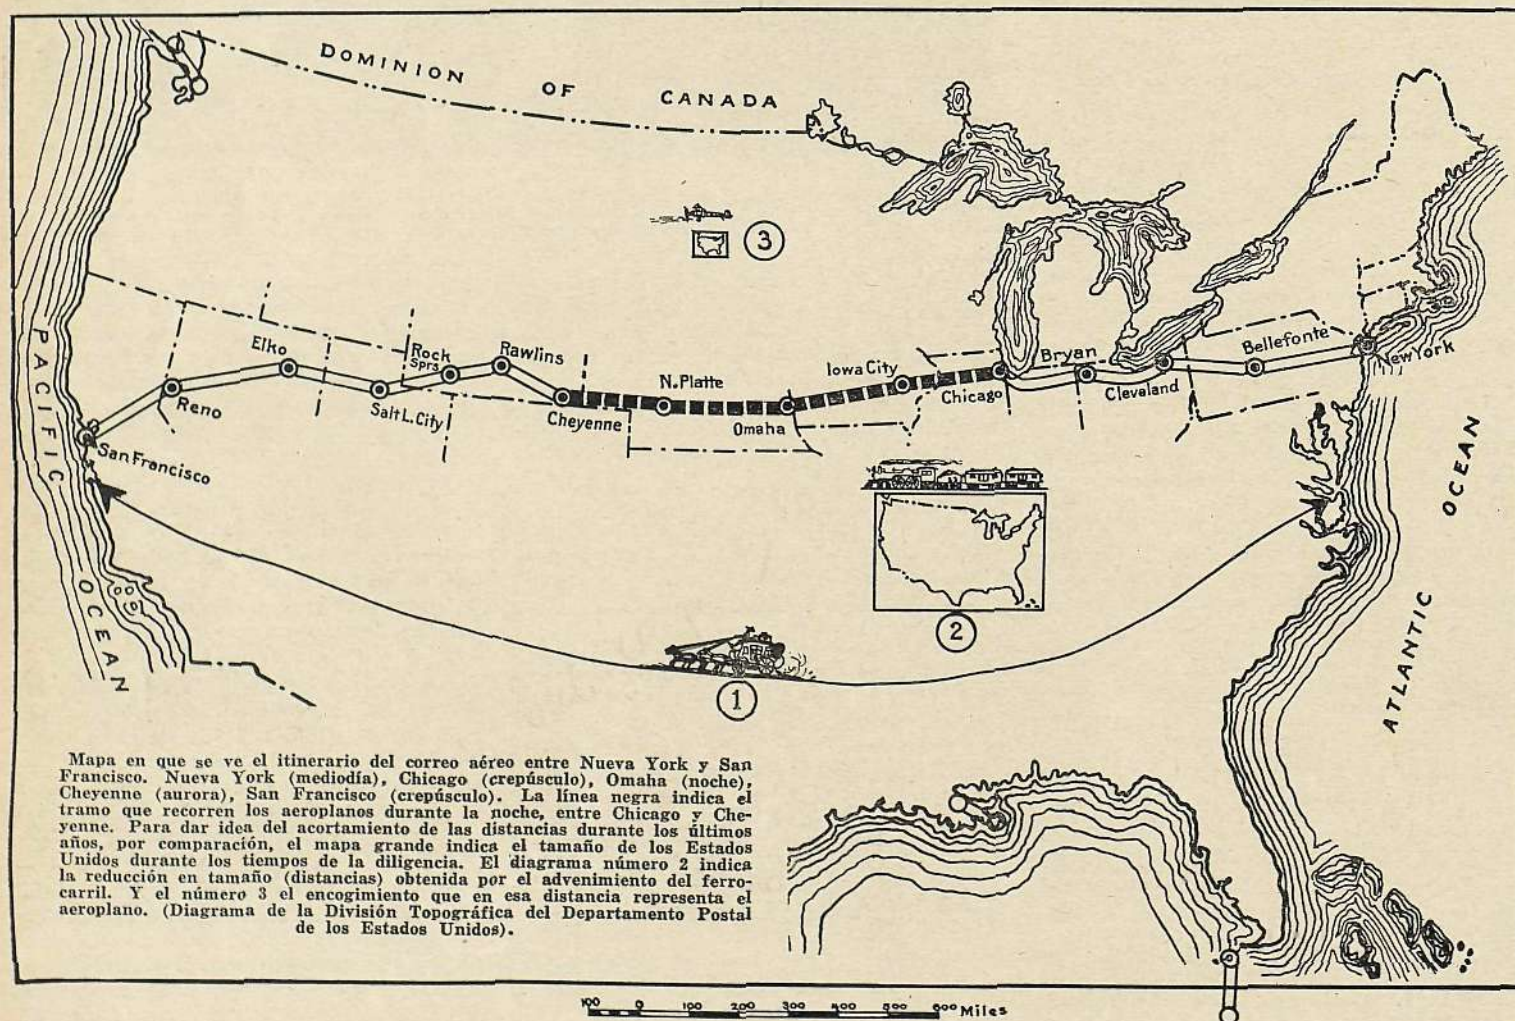 DOMINION OF CANADA
3
PACIFIC OCEAN
San Francisco
Reno
Elko
Salt L. City
Rock
Sprs
Rawlins
Cheyenne
N. Platte
Omaha
Iowa City
Chicago
Bryan
Cleveland
Bellefonte
New York
ATLANTIC OCEAN
2
1
Mapa en que se ve el itinerario del correo aéreo entre Nueva York y San
Francisco. Nueva York (mediodía), Chicago (crepúsculo), Omaha (noche),
Cheyenne (aurora), San Francisco (crepúsculo). La línea negra indica el
tramo que recorren los aeroplanos durante la noche, entre Chicago y Che-
yenne. Para dar idea del acortamiento de las distancias durante los últimos
años, por comparación, el mapa grande indica el tamaño de los Estados
Unidos durante los tiempos de la diligencia. El diagrama número 2 indica
la reducción en tamaño (distancias) obtenida por el advenimiento del ferro-
carril. Y el número 3 el encogimiento que en esa distancia representa el
aeroplano. (Diagrama de la División Topográfica del Departamento Postal
de los Estados Unidos).
100 0 100 200 300 400 500 600 Miles